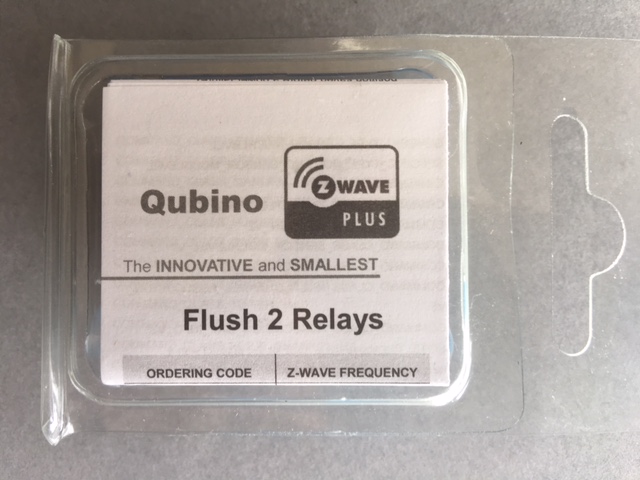 Qubino
Z WAVE
PLUS
The INNOVATIVE and SMALLEST
Flush 2 Relays
ORDERING CODE
Z-WAVE FREQUENCY